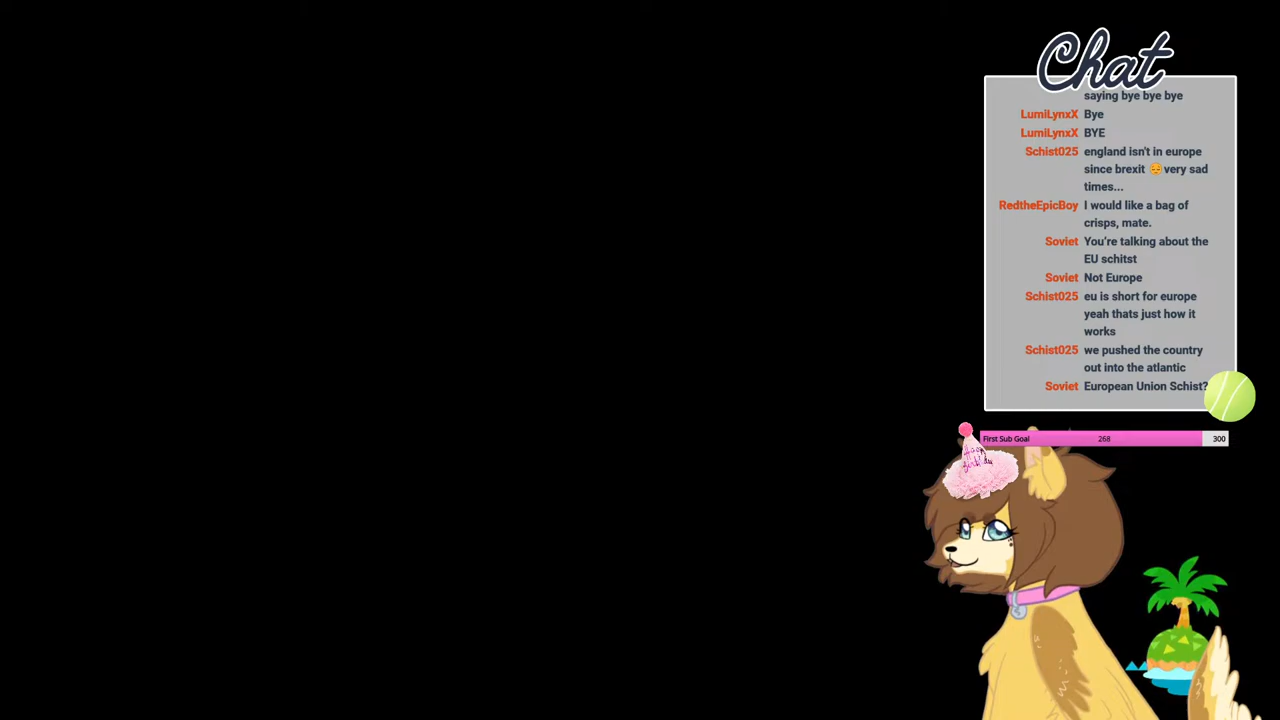 Chat
saying bye bye bye
LumiLynxX Bye
LumiLynxX BYE
Schist025 england isn't in europe
since brexit 😔very sad
times...
RedtheEpicBoy I would like a bag of
crisps, mate.
Soviet You're talking about the
EU schitst
Soviet Not Europe
Schist025 eu is short for europe
yeah thats just how it
works
Schist025 we pushed the country
out into the atlantic
Soviet European Union Schist?
First Sub Goal 268 300